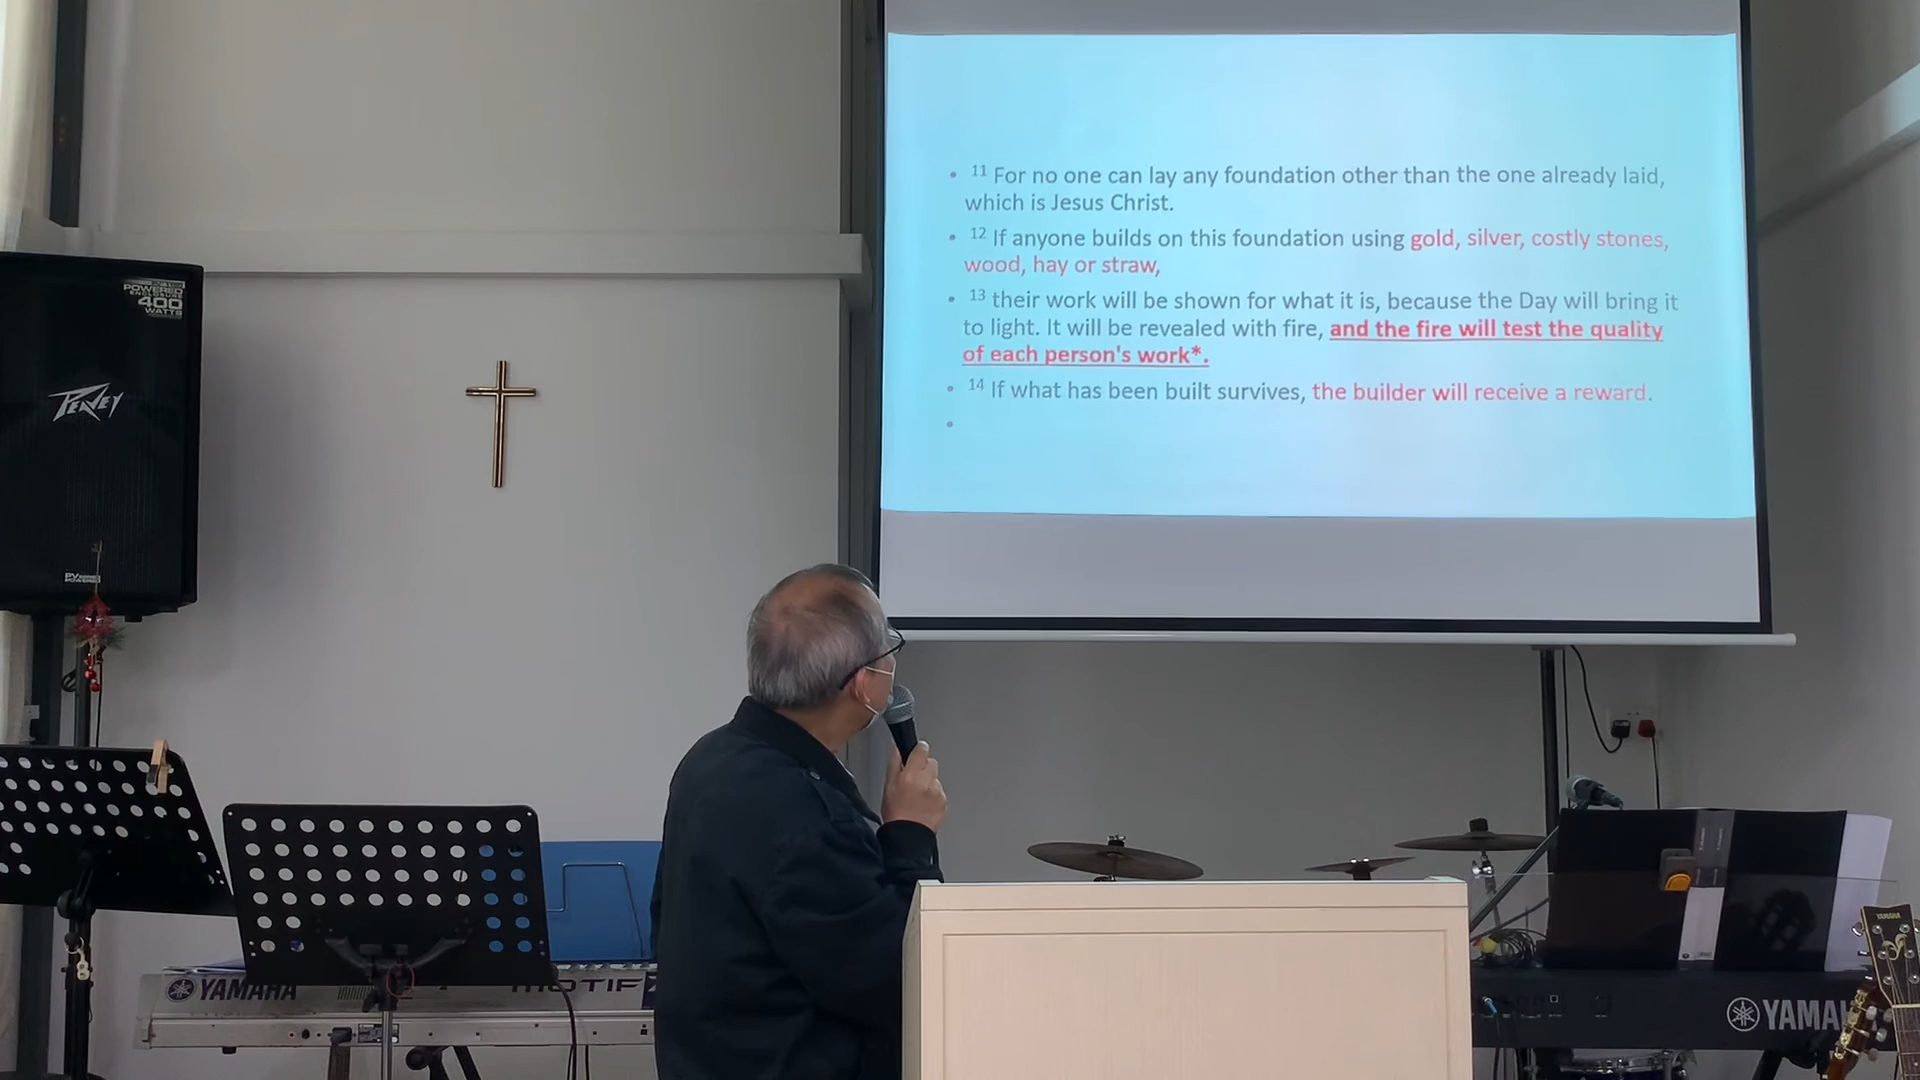 ¹¹ For no one can lay any foundation other than the one already laid,
which is Jesus Christ.
¹² If anyone builds on this foundation using gold, silver, costly stones,
wood, hay or straw,
¹³ their work will be shown for what it is, because the Day will bring it
to light. It will be revealed with fire, and the fire will test the quality
of each person's work*.
¹⁴ If what has been built survives, the builder will receive a reward.
POWERED
ENCLOSURE
400
WATTS
PEAVEY
PV
POWERED
8
YAMAHA
MOTIF
YAMAHA
YAMAHA